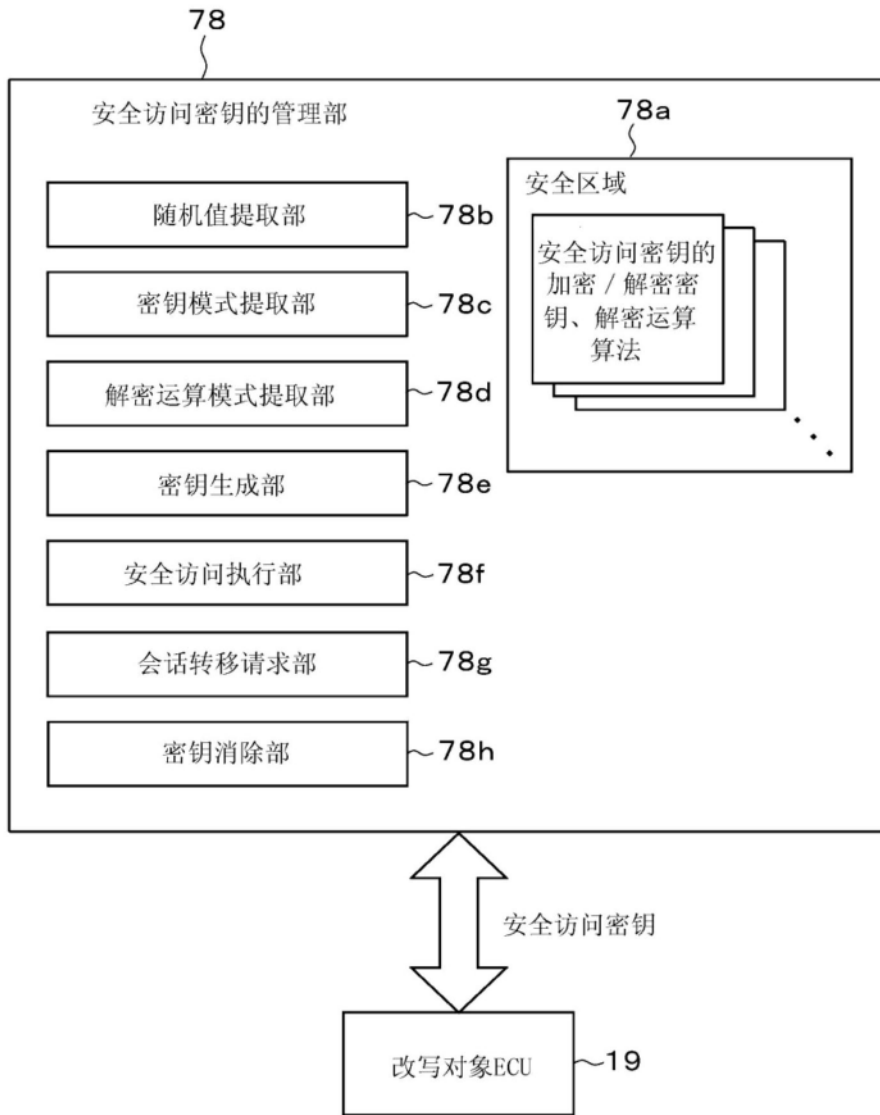 78
安全访问密钥的管理部
78a
安全区域
安全访问密钥的
加密／解密密
钥、解密运算
算法
随机值提取部
78b
密钥模式提取部
78c
解密运算模式提取部
78d
密钥生成部
78e
安全访问执行部
78f
会话转移请求部
78g
密钥消除部
78h
安全访问密钥
改写对象ECU
19